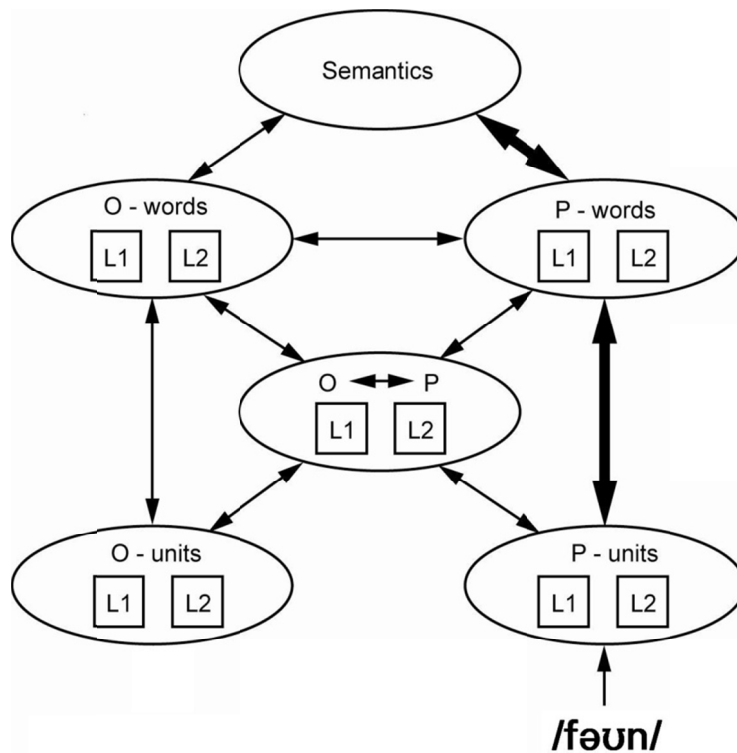 Semantics
O - words
L1 L2
P - words
L1 L2
O P
L1 L2
O - units
L1 L2
P - units
L1 L2
/fəʊn/